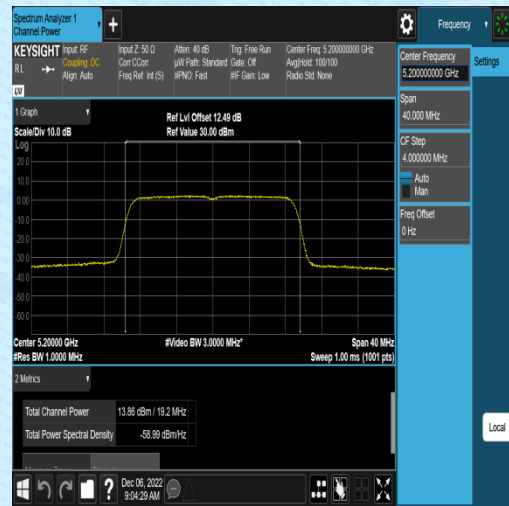 Spectrum Analyzer 1
Channel Power
Frequency
KEYSIGHT
Input: RF
Coupling: DC
Align: Auto
RL
LXI
Input Z: 50 Ω
Corr CCorr
Freq Ref: Int (S)
Atten: 40 dB
µW Path: Standard
#PNO: Fast
Trig: Free Run
Gate: Off
#IF Gain: Low
Center Freq: 5.200000000 GHz
Avg|Hold: 100/100
Radio Std: None
Center Frequency
5.200000000 GHz
Settings
Span
40.000 MHz
CF Step
4.000000 MHz
Auto
Man
Freq Offset
0 Hz
1 Graph
Scale/Div 10.0 dB
Ref Lvl Offset 12.49 dB
Ref Value 30.00 dBm
Log
20.0
10.0
0.00
-10.0
-20.0
-30.0
-40.0
-50.0
-60.0
Center 5.20000 GHz
#Res BW 1.0000 MHz
#Video BW 3.0000 MHz*
Span 40 MHz
Sweep 1.00 ms (1001 pts)
2 Metrics
Total Channel Power
13.86 dBm / 19.2 MHz
Total Power Spectral Density
-58.99 dBm/Hz
Local
?
Dec 06, 2022
9:04:29 AM